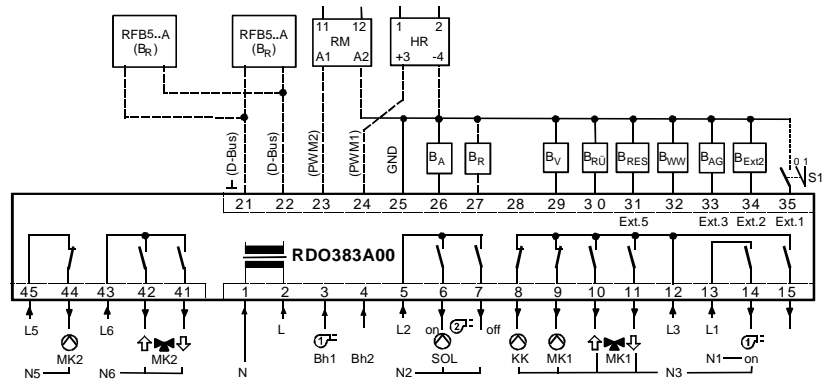 RFB5..A
(BR)
RFB5..A
(BR)
11 12
RM
A1 A2
1 2
HR
+3 -4
(D-Bus) (D-Bus) (PWM2) (PWM1) GND
BA BR BV BRÜ BRES BWW BAG BExt2
0 1
S1
21 22 23 24 25 26 27 28 29 30 31 32 33 34 35
Ext.5 Ext.3 Ext.2 Ext.1
RDO383A00
45 44 43 42 41 1 2 3 4 5 6 7 8 9 10 11 12 13 14 15
L5 L6 L L2 on 2 off L3 L1
1 1
MK2 MK2 Bh1 Bh2 SOL KK MK1 MK1
N5 N6 N N2 N3 N1 on